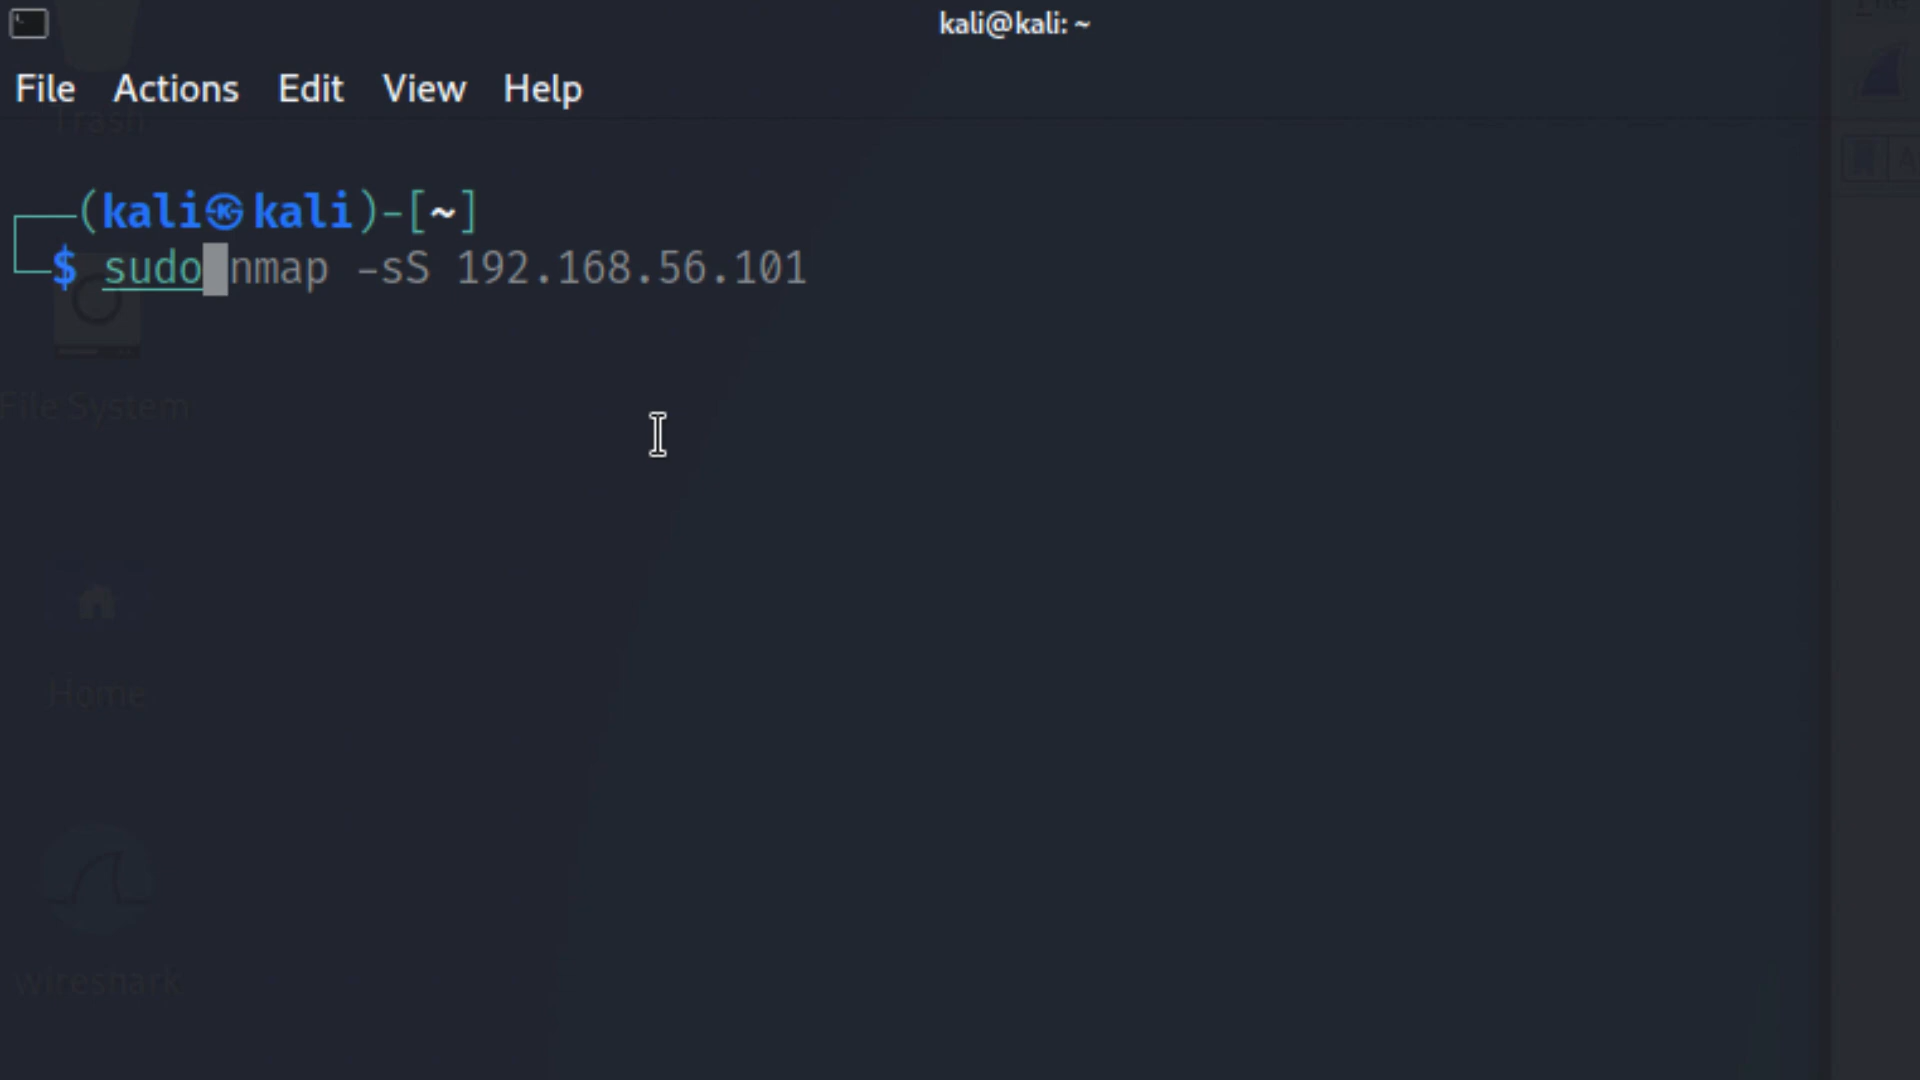 kali@kali: ~
File Actions Edit View Help
Trash
(kali㉿kali)-[~]
$ sudo nmap -sS 192.168.56.101
File System
Home
wireshark